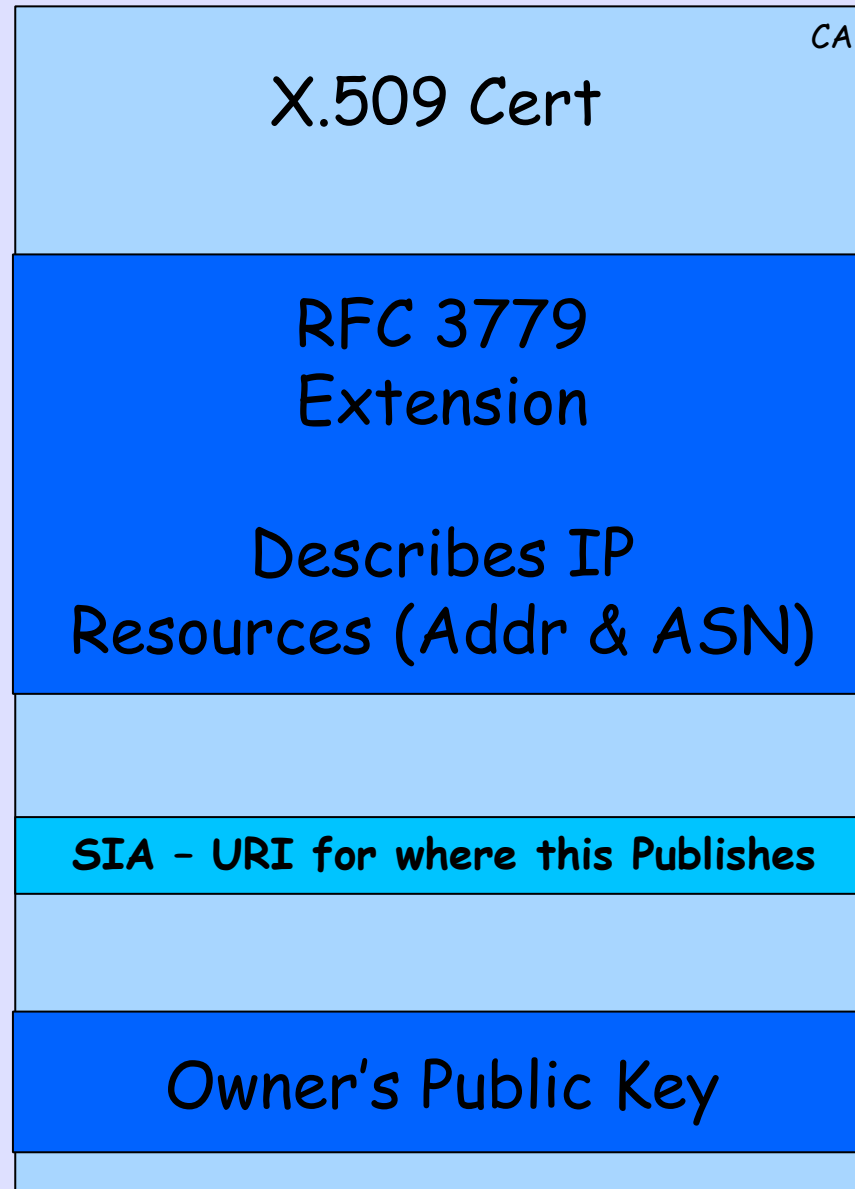 CA
X.509 Cert
RFC 3779
Extension
Describes IP
Resources (Addr & ASN)
SIA – URI for where this Publishes
Owner’s Public Key